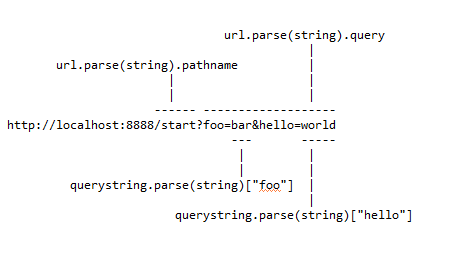 url.parse(string).query
url.parse(string).pathname
http://localhost:8888/start?foo=bar&hello=world
querystring.parse(string)["foo"]
querystring.parse(string)["hello"]